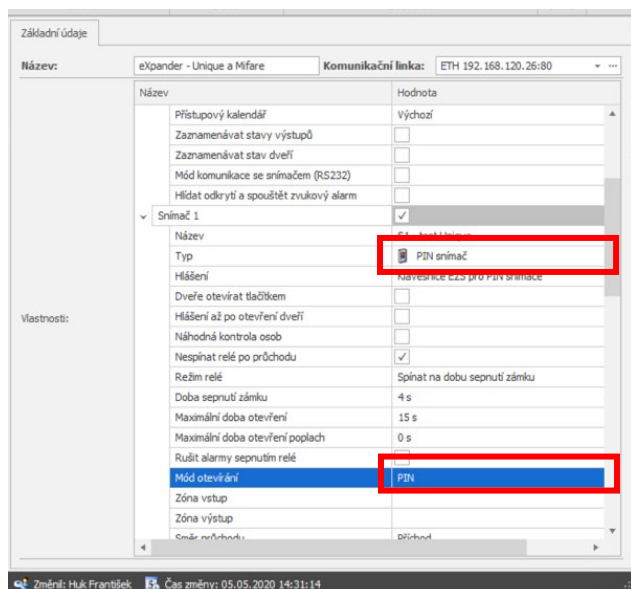 Základní údaje
Název: eXpander - Unique a Mifare Komunikační linka: ETH 192.168.120.26:80
Název Hodnota
Přístupový kalendář Výchozí
Zaznamenávat stavy výstupů
Zaznamenávat stav dveří
Mód komunikace se snímačem (RS232)
Hlídat odkrytí a spouštět zvukový alarm
Snímač 1
Název S1 - test Unique
Typ PIN snímač
Hlášení Klávesnice EZS pro PIN snímače
Dveře otevírat tlačítkem
Hlášení až po otevření dveří
Vlastnosti:
Náhodná kontrola osob
Nespínat relé po průchodu
Režim relé Spínat na dobu sepnutí zámku
Doba sepnutí zámku 4 s
Maximální doba otevření 15 s
Maximální doba otevření poplach 0 s
Rušit alarmy sepnutím relé
Mód otevírání PIN
Zóna vstup
Zóna výstup
Směr průchodu Příchod
Změnil: Huk František Čas změny: 05.05.2020 14:31:14